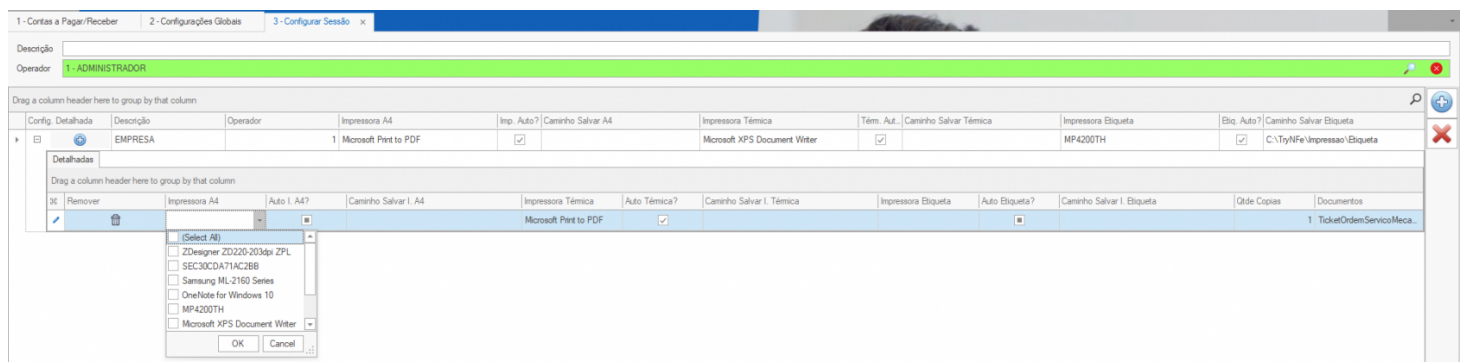 1 - Contas a Pagar/Receber 2 - Configurações Globais 3 - Configurar Sessão x
Descrição
Operador 1 - ADMINISTRADOR
Drag a column header here to group by that column
Config. Detalhada Descrição Operador Impressora A4 Imp. Auto? Caminho Salvar A4 Impressora Térmica Térm. Aut... Caminho Salvar Térmica Impressora Etiqueta Etiq. Auto? Caminho Salvar Etiqueta
EMPRESA 1 Microsoft Print to PDF Microsoft XPS Document Writer MP4200TH C:\TryNFe\Impressao\Etiqueta
Detalhadas
Drag a column header here to group by that column
Remover Impressora A4 Auto I. A4? Caminho Salvar I. A4 Impressora Térmica Auto Térmica? Caminho Salvar I. Térmica Impressora Etiqueta Auto Etiqueta? Caminho Salvar I. Etiqueta Qtde Copias Documentos
Microsoft Print to PDF 1 TicketOrdemServicoMeca...
(Select All)
ZDesigner ZD220-203dpi ZPL
SEC30CDA71AC2BB
Samsung ML-2160 Series
OneNote for Windows 10
MP4200TH
Microsoft XPS Document Writer
OK Cancel